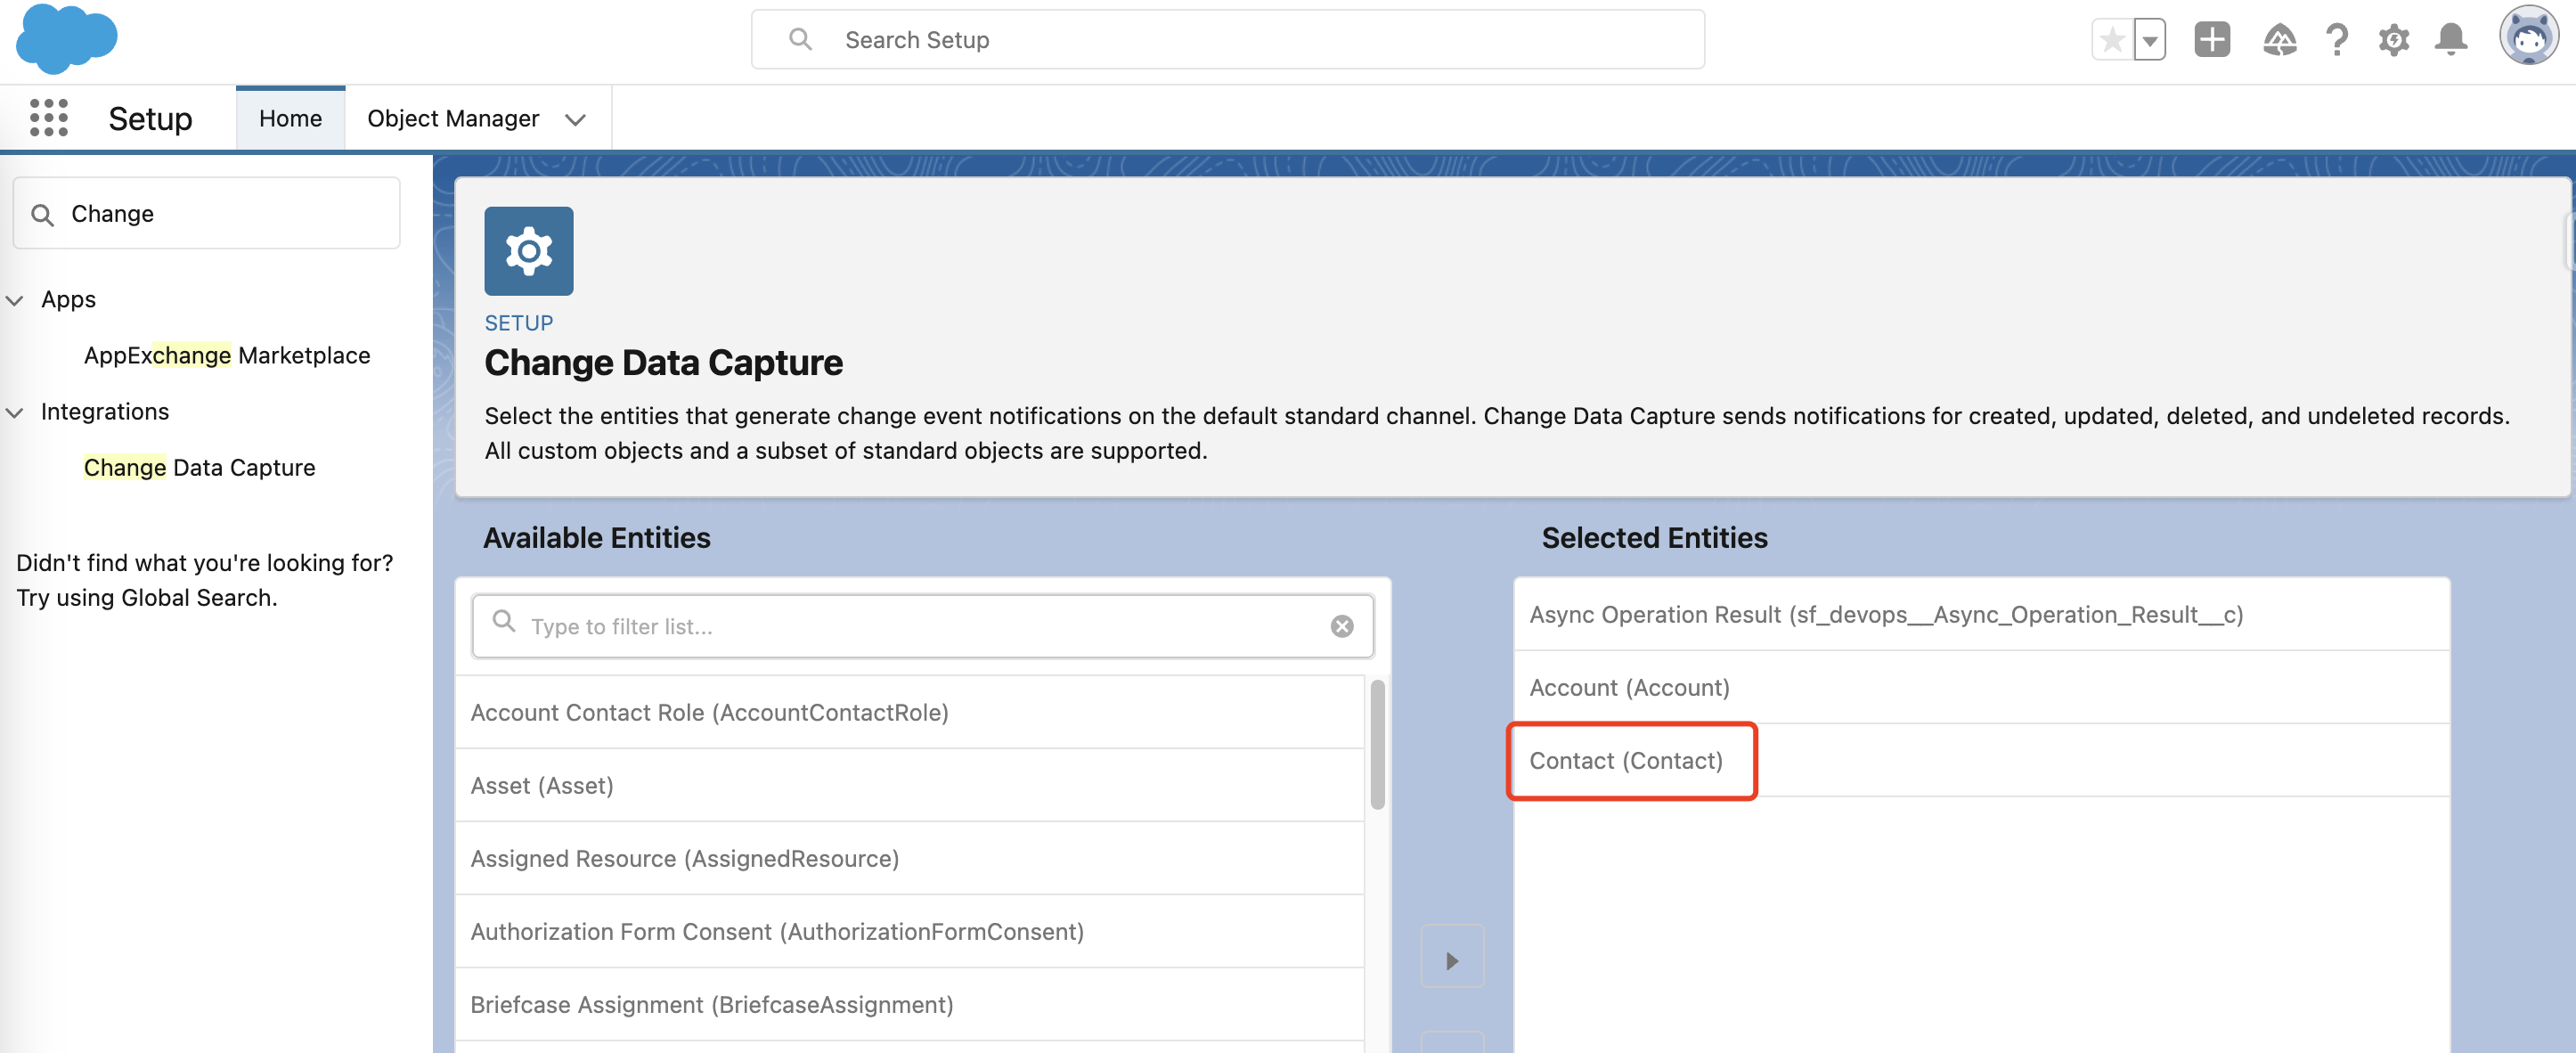 Search Setup
Setup
Home
Object Manager
Change
Apps
AppExchange Marketplace
Integrations
Change Data Capture
Didn't find what you're looking for?
Try using Global Search.
SETUP
Change Data Capture
Select the entities that generate change event notifications on the default standard channel. Change Data Capture sends notifications for created, updated, deleted, and undeleted records.
All custom objects and a subset of standard objects are supported.
Available Entities
Type to filter list...
Account Contact Role (AccountContactRole)
Asset (Asset)
Assigned Resource (AssignedResource)
Authorization Form Consent (AuthorizationFormConsent)
Briefcase Assignment (BriefcaseAssignment)
Selected Entities
Async Operation Result (sf_devops__Async_Operation_Result__c)
Account (Account)
Contact (Contact)